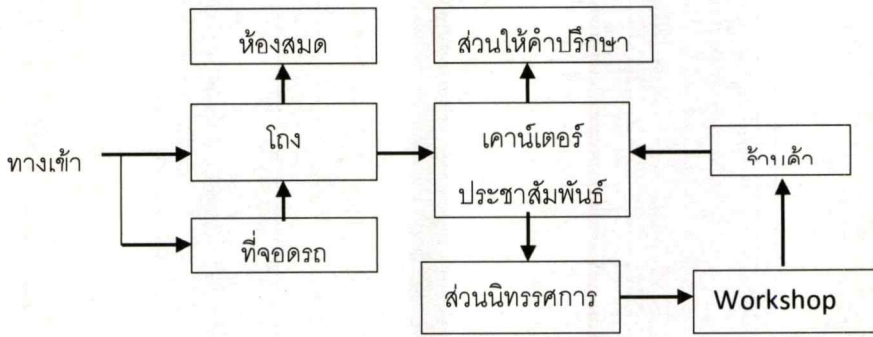 ห้องสมุด
ส่วนให้คำปรึกษา
ทางเข้า
โถง
เคาน์เตอร์
ประชาสัมพันธ์
ร้านค้า
ที่จอดรถ
ส่วนนิทรรศการ
Workshop